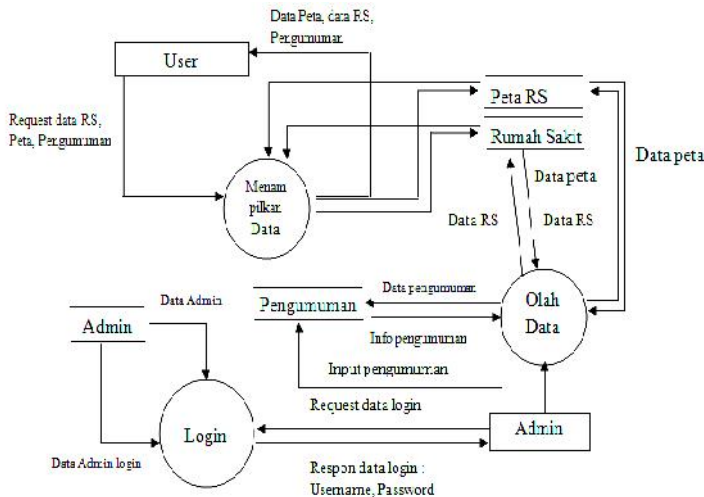 Data Peta, data RS,
Pengumuman
User
Request data RS,
Peta, Pengumuman
Peta RS
Rumah Sakit
Data peta
Menam
pilkan
Data
Data peta
Data RS
Data RS
Data Admin
Admin
Pengumuman
Data pengumuman
Info pengumuman
Olah
Data
Input pengumuman
Request data login
Login
Admin
Data Admin login
Respon data login :
Username, Password